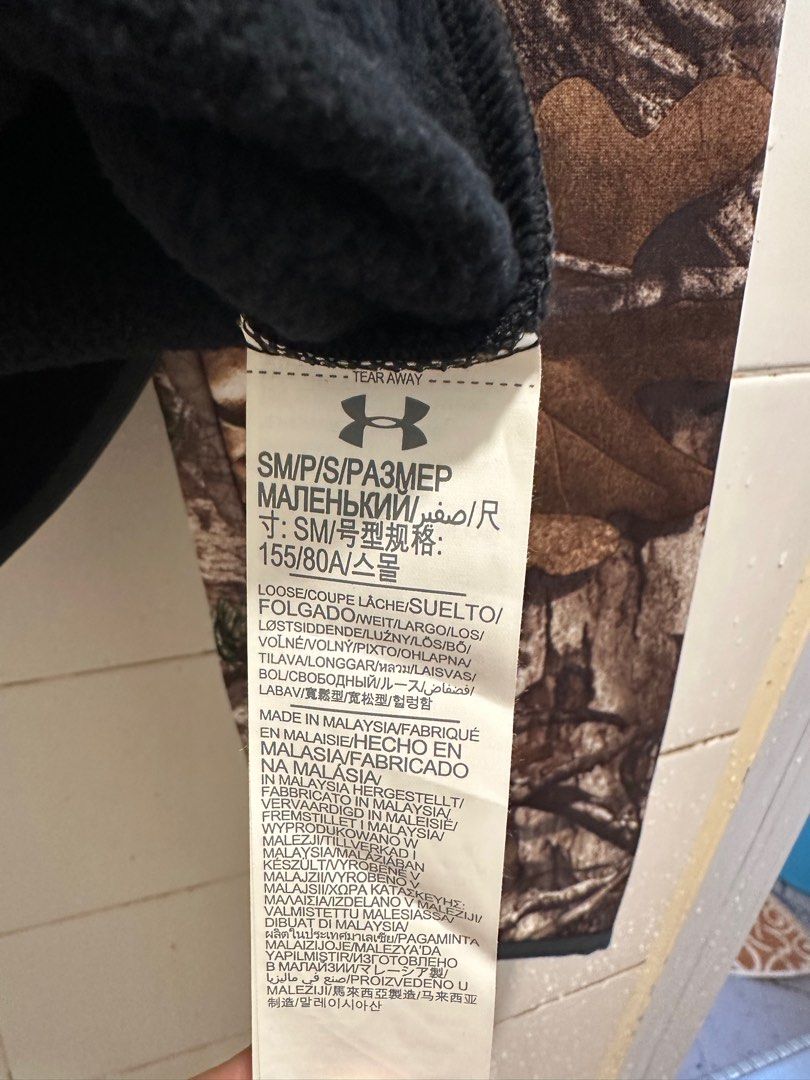 TEAR AWAY
SM/P/S/РАЗМЕР
МАЛЕНЬКИЙ/صغير/尺
寸: SM/号型规格:
155/80A/스몰
LOOSE/COUPE LÂCHE/SUELTO/
FOLGADO/WEIT/LARGO/LOS/
LØSTSIDDENDE/LUŹNY/LÖS/BŐ/
VOĽNÉ/VOLNÝ/ΡΙΧΤΟ/OHLAPNA/
TILAVA/LONGGAR/หลวม/LAISVAS/
BOL/СВОБОДНЫЙ/ルース/فضفاض/
LABAV/寬鬆型/宽松型/헐렁함
MADE IN MALAYSIA/FABRIQUÉ
EN MALAISIE/HECHO EN
MALASIA/FABRICADO
NA MALÁSIA/
IN MALAYSIA HERGESTELLT/
FABBRICATO IN MALAYSIA/
VERVAARDIGD IN MALEISIË/
FREMSTILLET I MALAYSIA/
WYPRODUKOWANO W
MALEZJI/TILLVERKAD I
MALAYSIA/MALÁZIÁBAN
KÉSZÜLT/VYROBENÉ V
MALAJZII/VYROBENO V
MALAJSII/ΧΩΡΑ ΚΑΤΑΣΚΕΥΗΣ:
ΜΑΛΑΙΣΙΑ/IZDELANO V MALEZIJI/
VALMISTETTU MALESIASSA/
DIBUAT DI MALAYSIA/
ผลิตในประเทศมาเลเซีย/PAGAMINTA
MALAIZIJOJE/MALEZYA'DA
YAPILMIŞTIR/ИЗГОТОВЛЕНО
В МАЛАЙЗИИ/マレーシア製/
صنع في ماليزيا/PROIZVEDENO U
MALEZIJI/馬來西亞製造/马来西亚
制造/말레이시아산